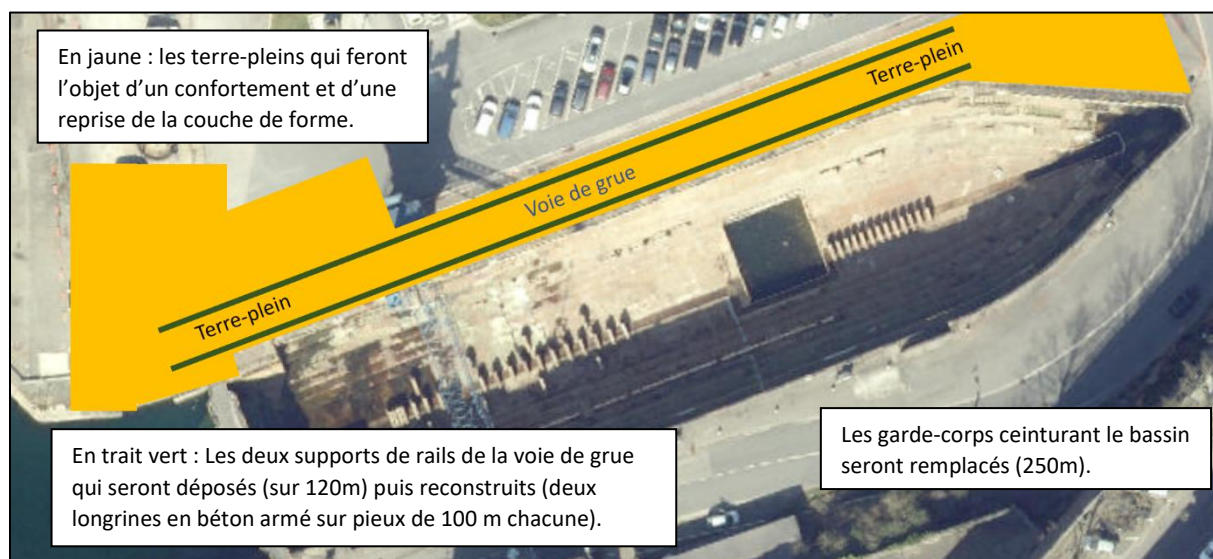 En jaune : les terre-pleins qui feront
l’objet d’un confortement et d’une
reprise de la couche de forme.
Terre-plein
Voie de grue
Terre-plein
En trait vert : Les deux supports de rails de la voie de grue
qui seront déposés (sur 120m) puis reconstruits (deux
longrines en béton armé sur pieux de 100 m chacune).
Les garde-corps ceinturant le bassin
seront remplacés (250m).